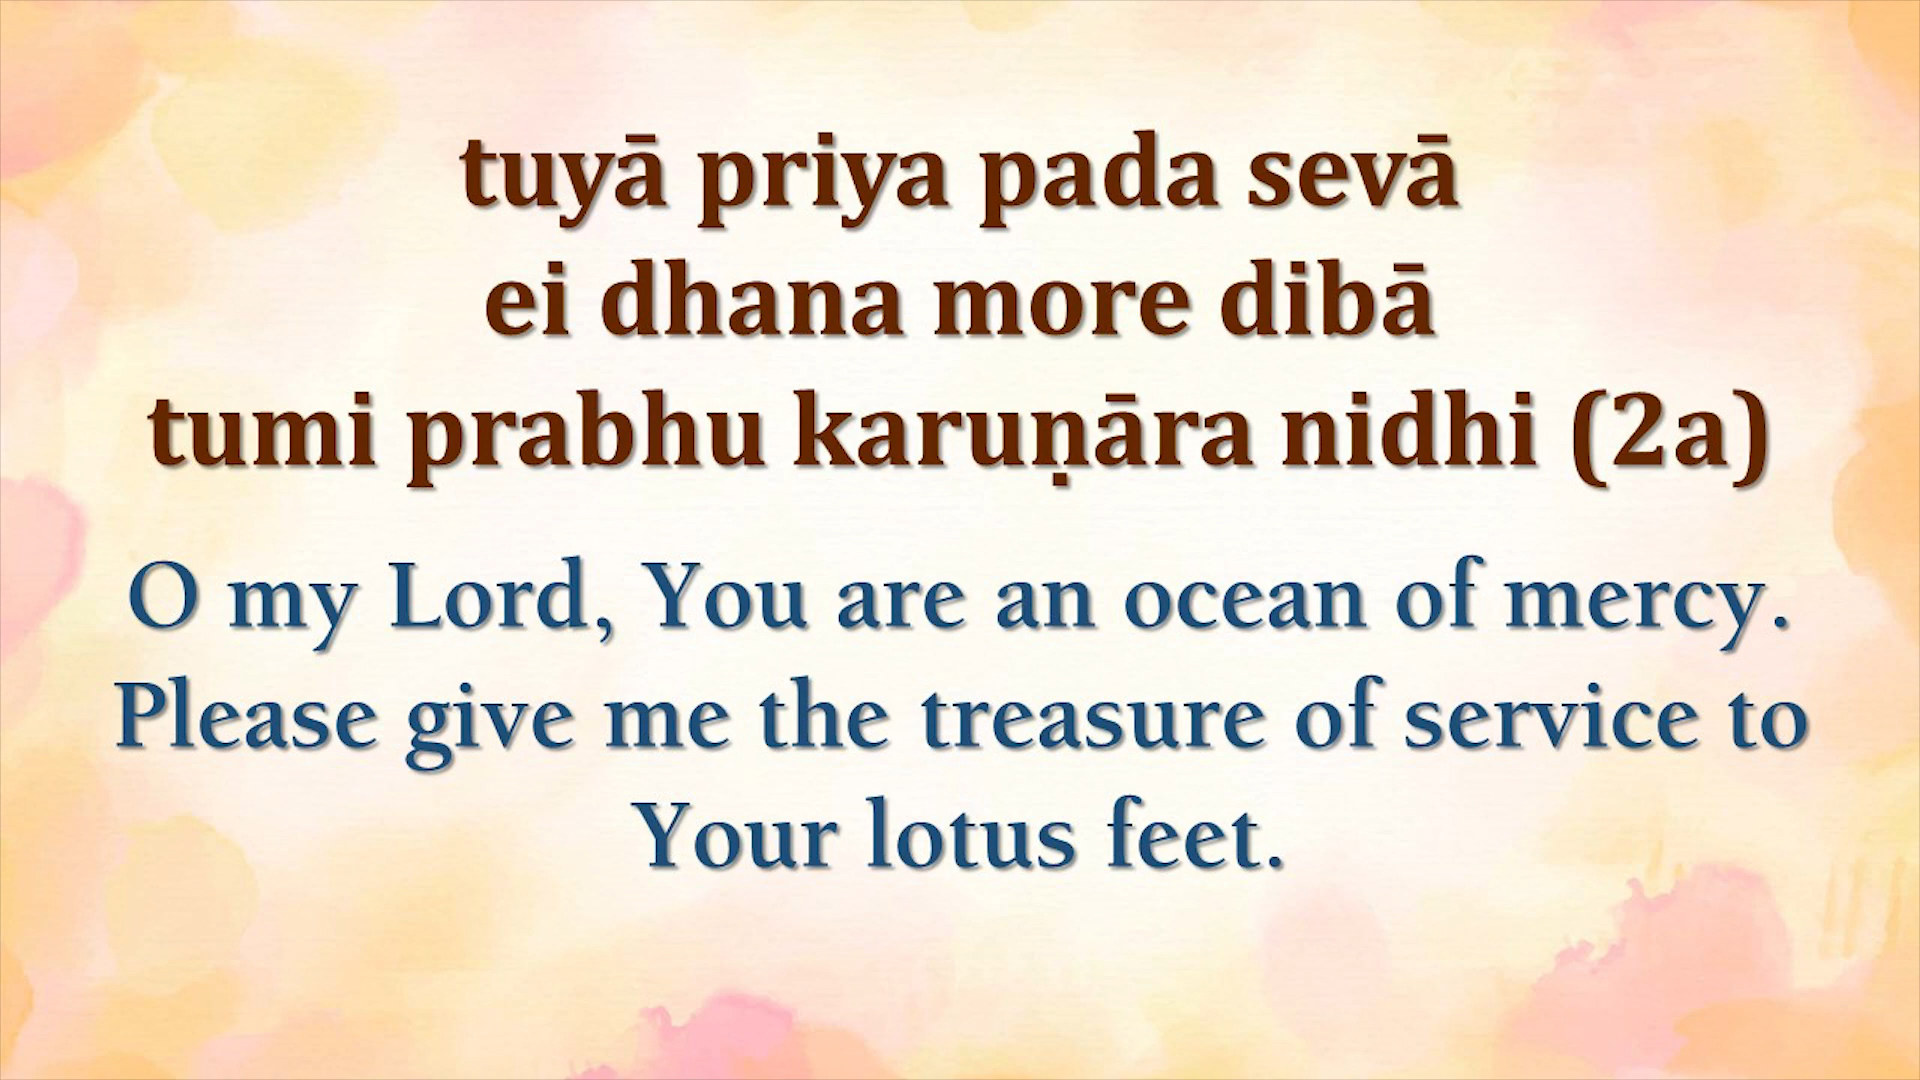 tuyā priya pada sevā
ei dhana more dibā
tumi prabhu karuṇāra nidhi (2a)
O my Lord, You are an ocean of mercy.
Please give me the treasure of service to
Your lotus feet.